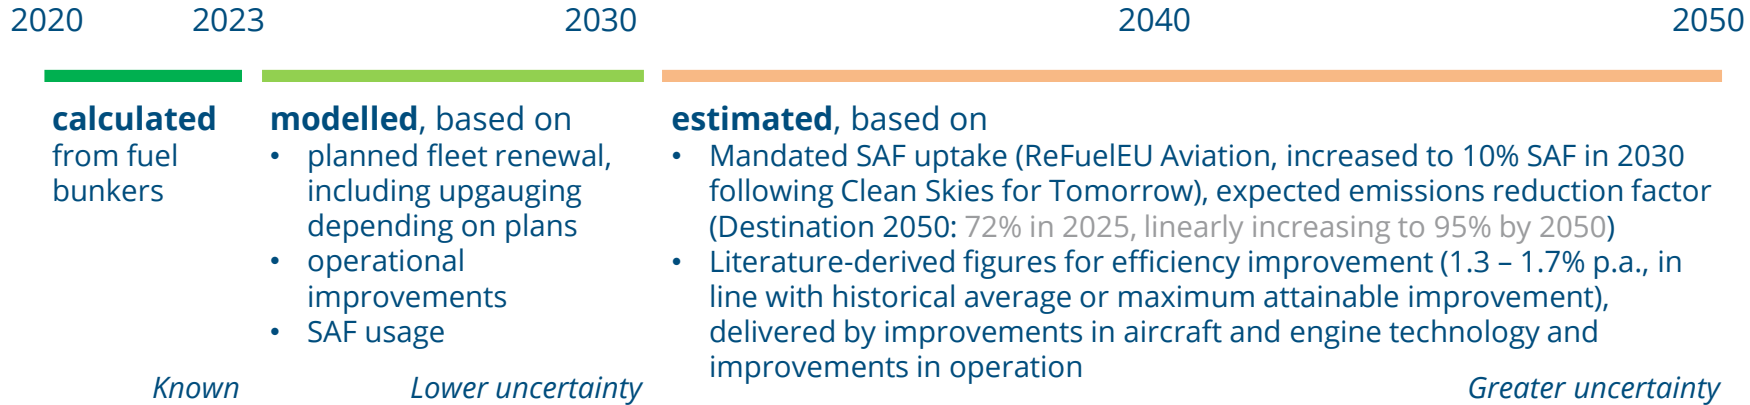 2020 2023 2030 2040 2050
calculated
from fuel
bunkers
Known
modelled, based on
• planned fleet renewal,
including upgauging
depending on plans
• operational
improvements
• SAF usage
Lower uncertainty
estimated, based on
• Mandated SAF uptake (ReFuelEU Aviation, increased to 10% SAF in 2030
following Clean Skies for Tomorrow), expected emissions reduction factor
(Destination 2050: 72% in 2025, linearly increasing to 95% by 2050)
• Literature-derived figures for efficiency improvement (1.3 – 1.7% p.a., in
line with historical average or maximum attainable improvement),
delivered by improvements in aircraft and engine technology and
improvements in operation
Greater uncertainty